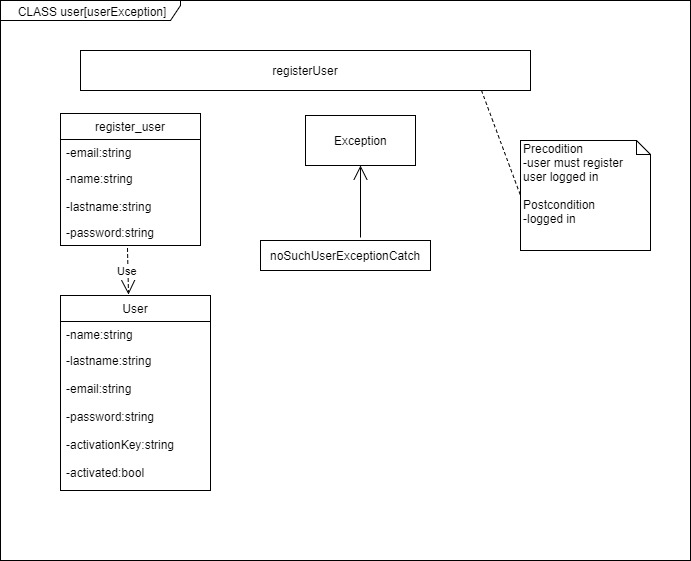 CLASS user[userException]
registerUser
register_user
-email:string
-name:string
-lastname:string
-password:string
Use
User
-name:string
-lastname:string
-email:string
-password:string
-activationKey:string
-activated:bool
Exception
noSuchUserExceptionCatch
Precodition
-user must register
user logged in
Postcondition
-logged in